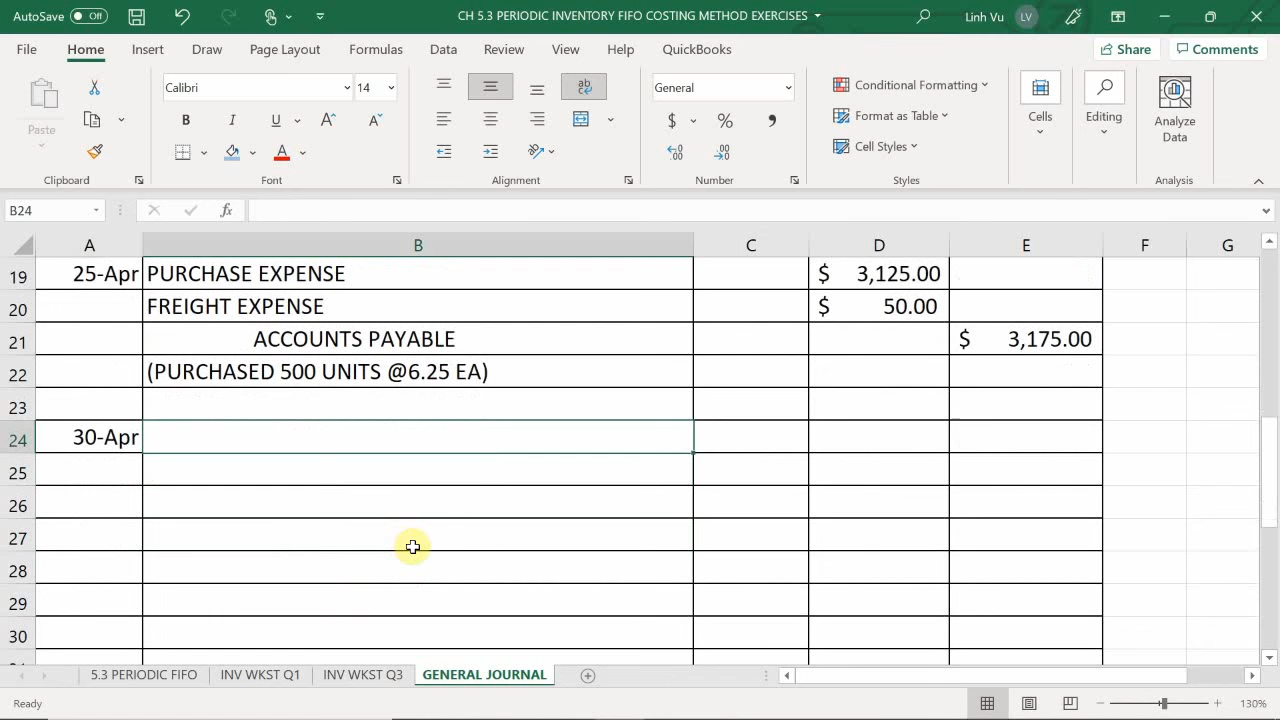 AutoSave Off CH 5.3 PERIODIC INVENTORY FIFO COSTING METHOD EXERCISES Linh Vu LV
File Home Insert Draw Page Layout Formulas Data Review View Help QuickBooks Share Comments
Paste
Calibri 14
B I U A A
A
ab
General
$ % ,
.00
.00
Conditional Formatting
Format as Table
Cell Styles
Cells
Editing
Analyze
Data
Clipboard Font Alignment Number Styles Analysis
B24 fx
A B C D E F G
19 25-Apr PURCHASE EXPENSE $ 3,125.00
20 FREIGHT EXPENSE $ 50.00
21 ACCOUNTS PAYABLE $ 3,175.00
22 (PURCHASED 500 UNITS @6.25 EA)
23
24 30-Apr
25
26
27
28
29
30
5.3 PERIODIC FIFO INV WKST Q1 INV WKST Q3 GENERAL JOURNAL
Ready 130%